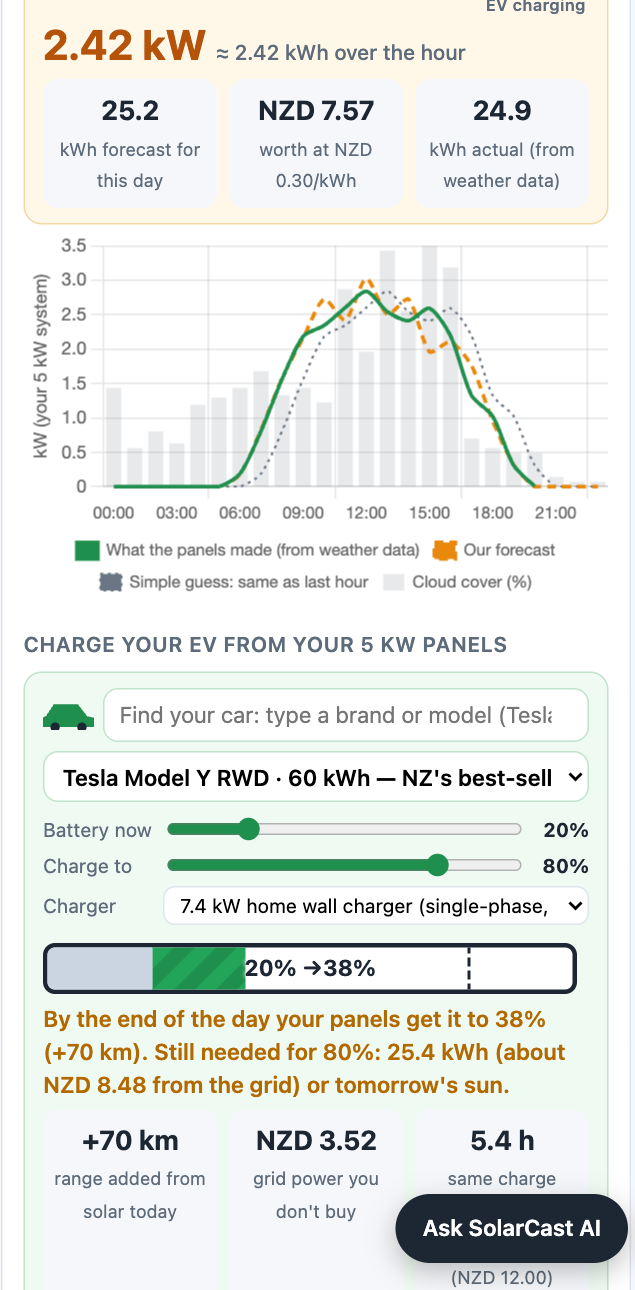 EV charging
2.42 kW ≈ 2.42 kWh over the hour
25.2
kWh forecast for
this day
NZD 7.57
worth at NZD
0.30/kWh
24.9
kWh actual (from
weather data)
kW (your 5 kW system)
3.5
3.0
2.5
2.0
1.5
1.0
0.5
0
00:00 03:00 06:00 09:00 12:00 15:00 18:00 21:00
What the panels made (from weather data) Our forecast
Simple guess: same as last hour Cloud cover (%)
CHARGE YOUR EV FROM YOUR 5 KW PANELS
Find your car: type a brand or model (Tesla
Tesla Model Y RWD · 60 kWh — NZ's best-sell
Battery now 20%
Charge to 80%
Charger 7.4 kW home wall charger (single-phase,
20% →38%
By the end of the day your panels get it to 38%
(+70 km). Still needed for 80%: 25.4 kWh (about
NZD 8.48 from the grid) or tomorrow's sun.
+70 km
range added from
solar today
NZD 3.52
grid power you
don't buy
5.4 h
same charge
(NZD 12.00)
Ask SolarCast AI